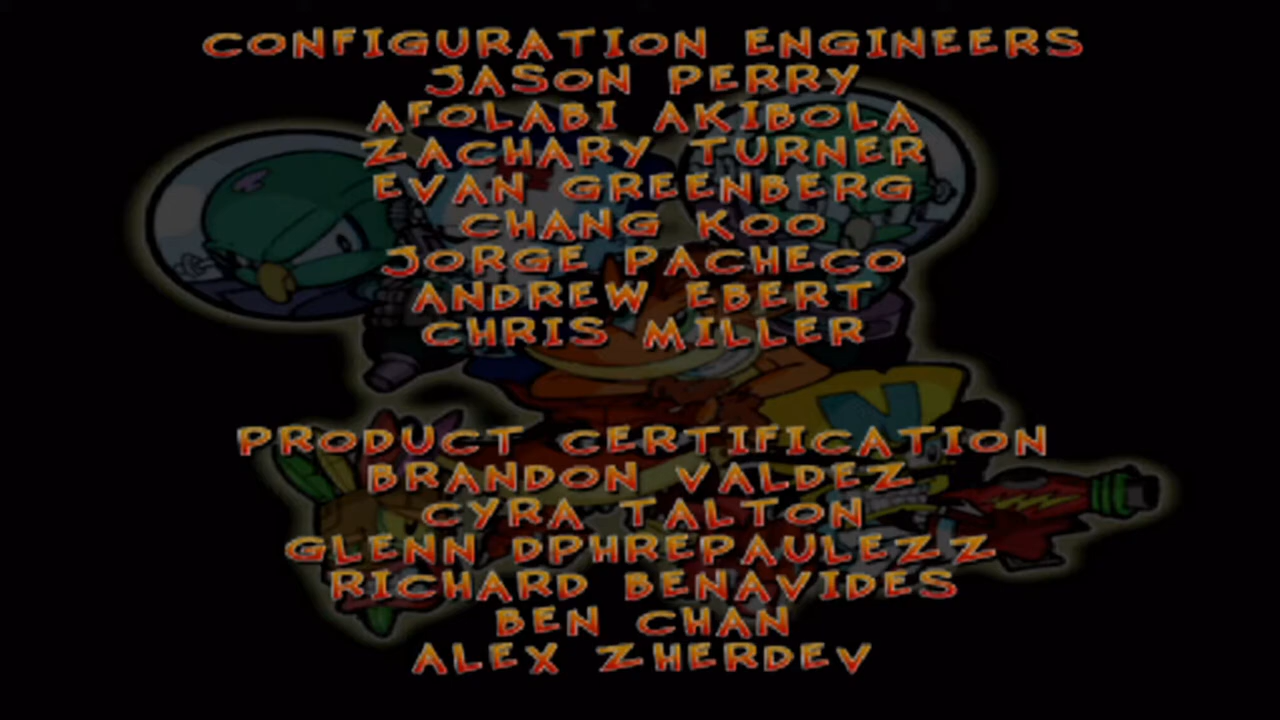 CONFIGURATION ENGINEERS
JASON PERRY
AFOLABI AKIBOLA
ZACHARY TURNER
EVAN GREENBERG
CHANG KOO
JORGE PACHECO
ANDREW EBERT
CHRIS MILLER
PRODUCT CERTIFICATION
BRANDON VALDEZ
CYRA TALTON
GLENN DPHREPAULEZZ
RICHARD BENAVIDES
BEN CHAN
ALEX ZHERDEV